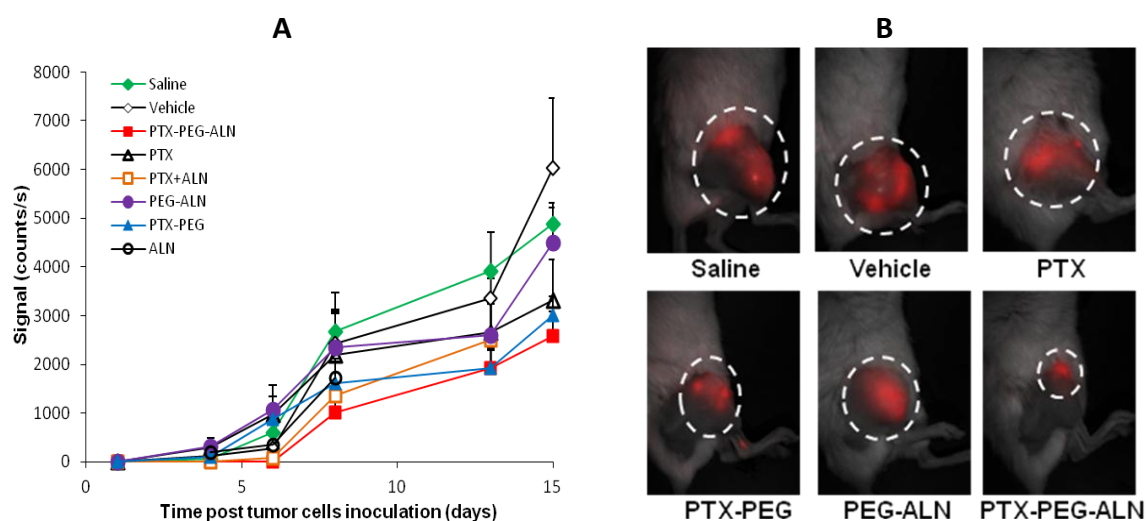 A
B
8000
7000
6000
5000
4000
3000
2000
1000
0
Signal (counts/s)
Saline
Vehicle
PTX-PEG-ALN
PTX
PTX+ALN
PEG-ALN
PTX-PEG
ALN
0 5 10 15
Time post tumor cells inoculation (days)
Saline Vehicle PTX
PTX-PEG PEG-ALN PTX-PEG-ALN